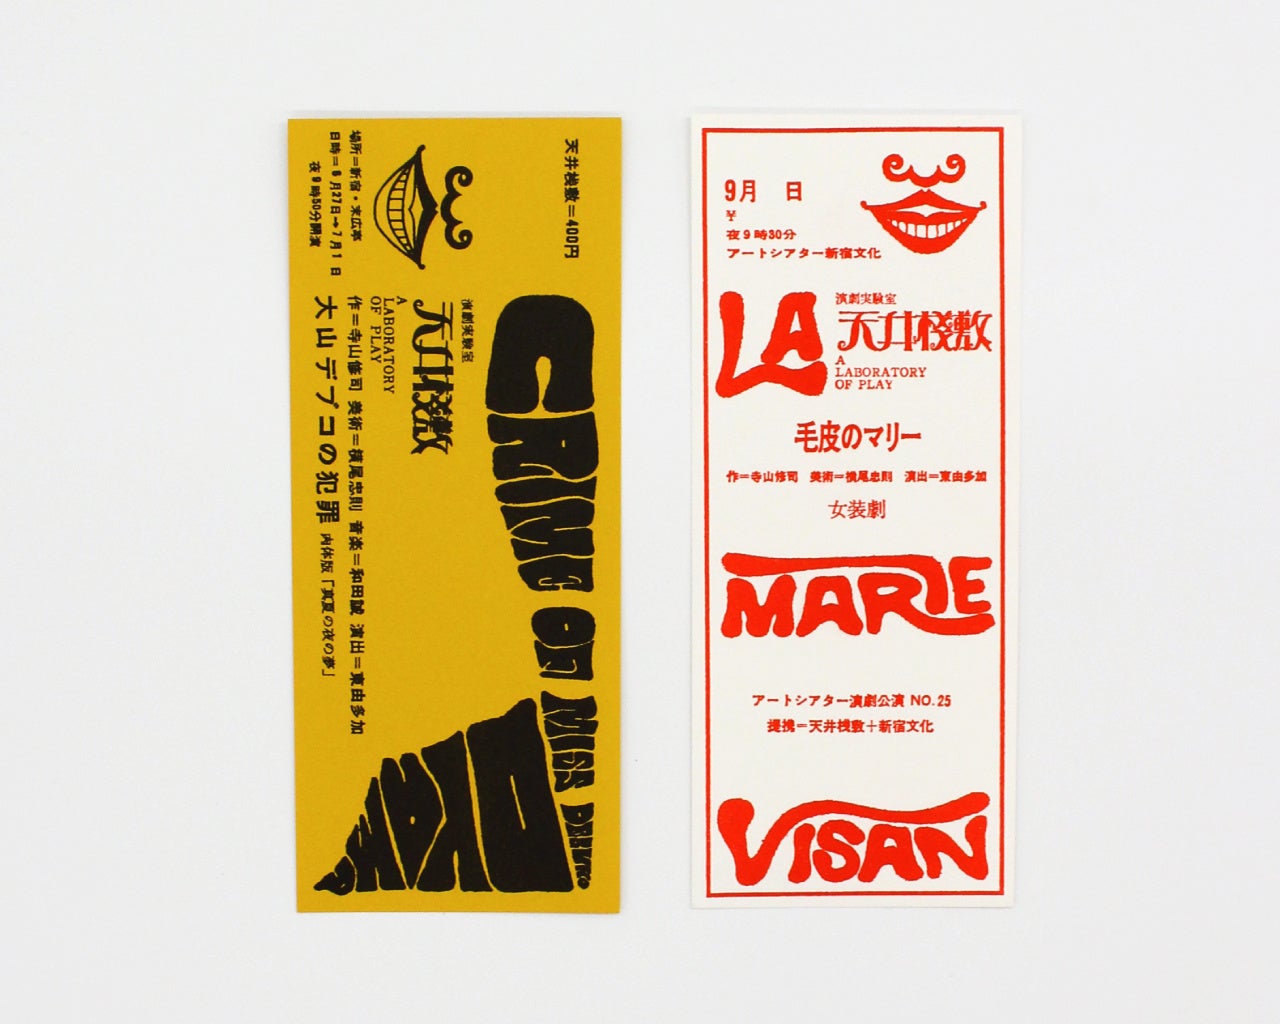 天井桟敷＝400円
CRIME ON MISS DEBUKO
OYAMA
場所＝新宿・末広亭
日時＝6月27日→7月1日
夜9時50分開演
演劇実験室
天井棧敷
A
LABORATORY
OF PLAY
作＝寺山修司 美術＝横尾忠則 音楽＝和田誠 演出＝東由多加
大山デブコの犯罪 肉体版「真夏の夜の夢」
9月 日
¥
夜9時30分
アートシアター新宿文化
LA
演劇実験室
天井棧敷
A
LABORATORY
OF PLAY
毛皮のマリー
作＝寺山修司 美術＝横尾忠則 演出＝東由多加
女装劇
MARIE
アートシアター演劇公演 NO.25
提携＝天井桟敷＋新宿文化
VISAN